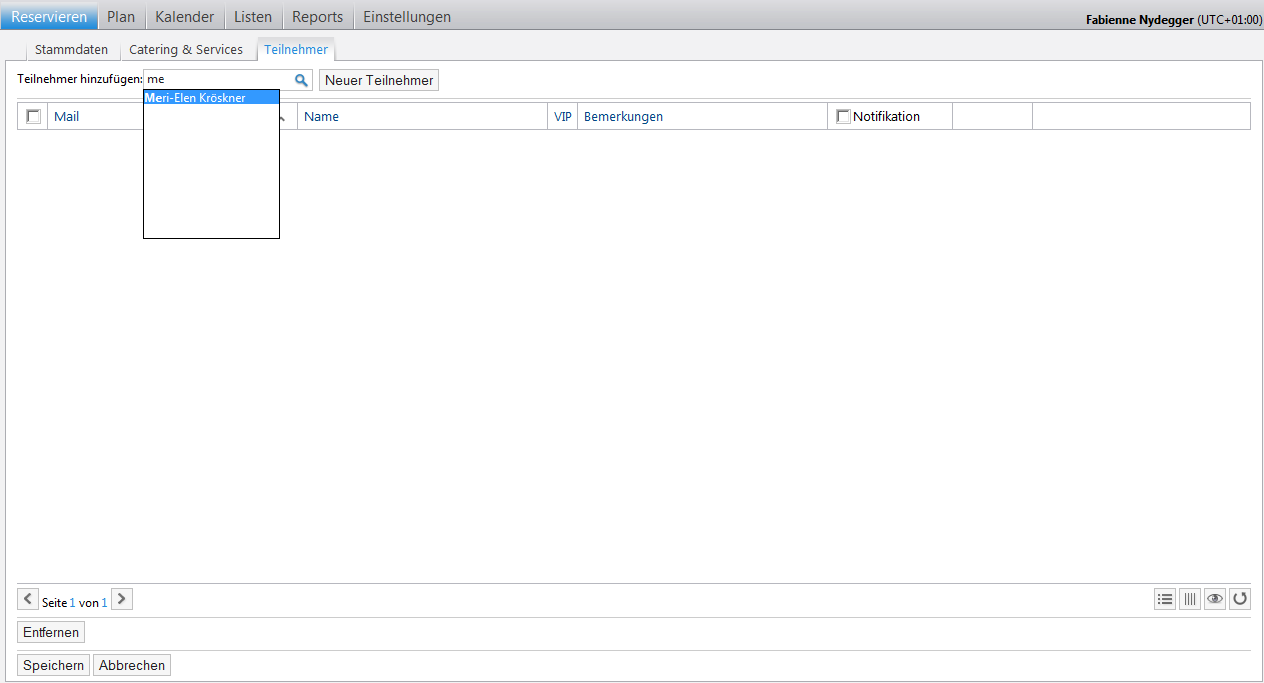 Reservieren Plan Kalender Listen Reports Einstellungen
Fabienne Nydegger (UTC+01:00)
Stammdaten Catering & Services Teilnehmer
Teilnehmer hinzufügen: me Neuer Teilnehmer
Meri-Elen Kröskner
Mail Name VIP Bemerkungen Notifikation
Seite 1 von 1
Entfernen
Speichern Abbrechen